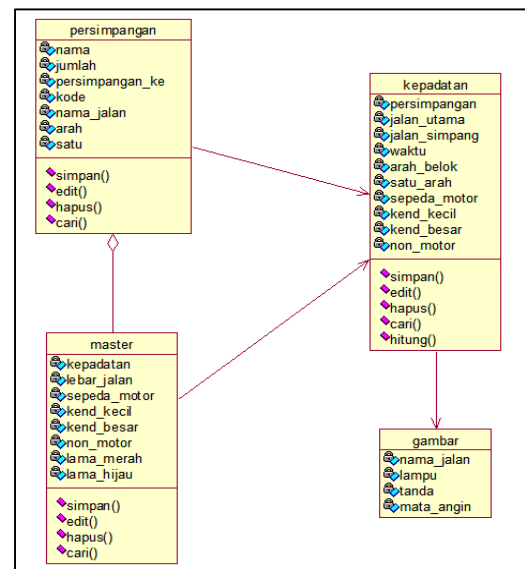 persimpangan
nama
jumlah
persimpangan_ke
kode
nama_jalan
arah
satu
simpan()
edit()
hapus()
cari()
kepadatan
persimpangan
jalan_utama
jalan_simpang
waktu
arah_belok
satu_arah
sepeda_motor
kend_kecil
kend_besar
non_motor
simpan()
edit()
hapus()
cari()
hitung()
master
kepadatan
lebar_jalan
sepeda_motor
kend_kecil
kend_besar
non_motor
lama_merah
lama_hijau
simpan()
edit()
hapus()
cari()
gambar
nama_jalan
lampu
tanda
mata_angin